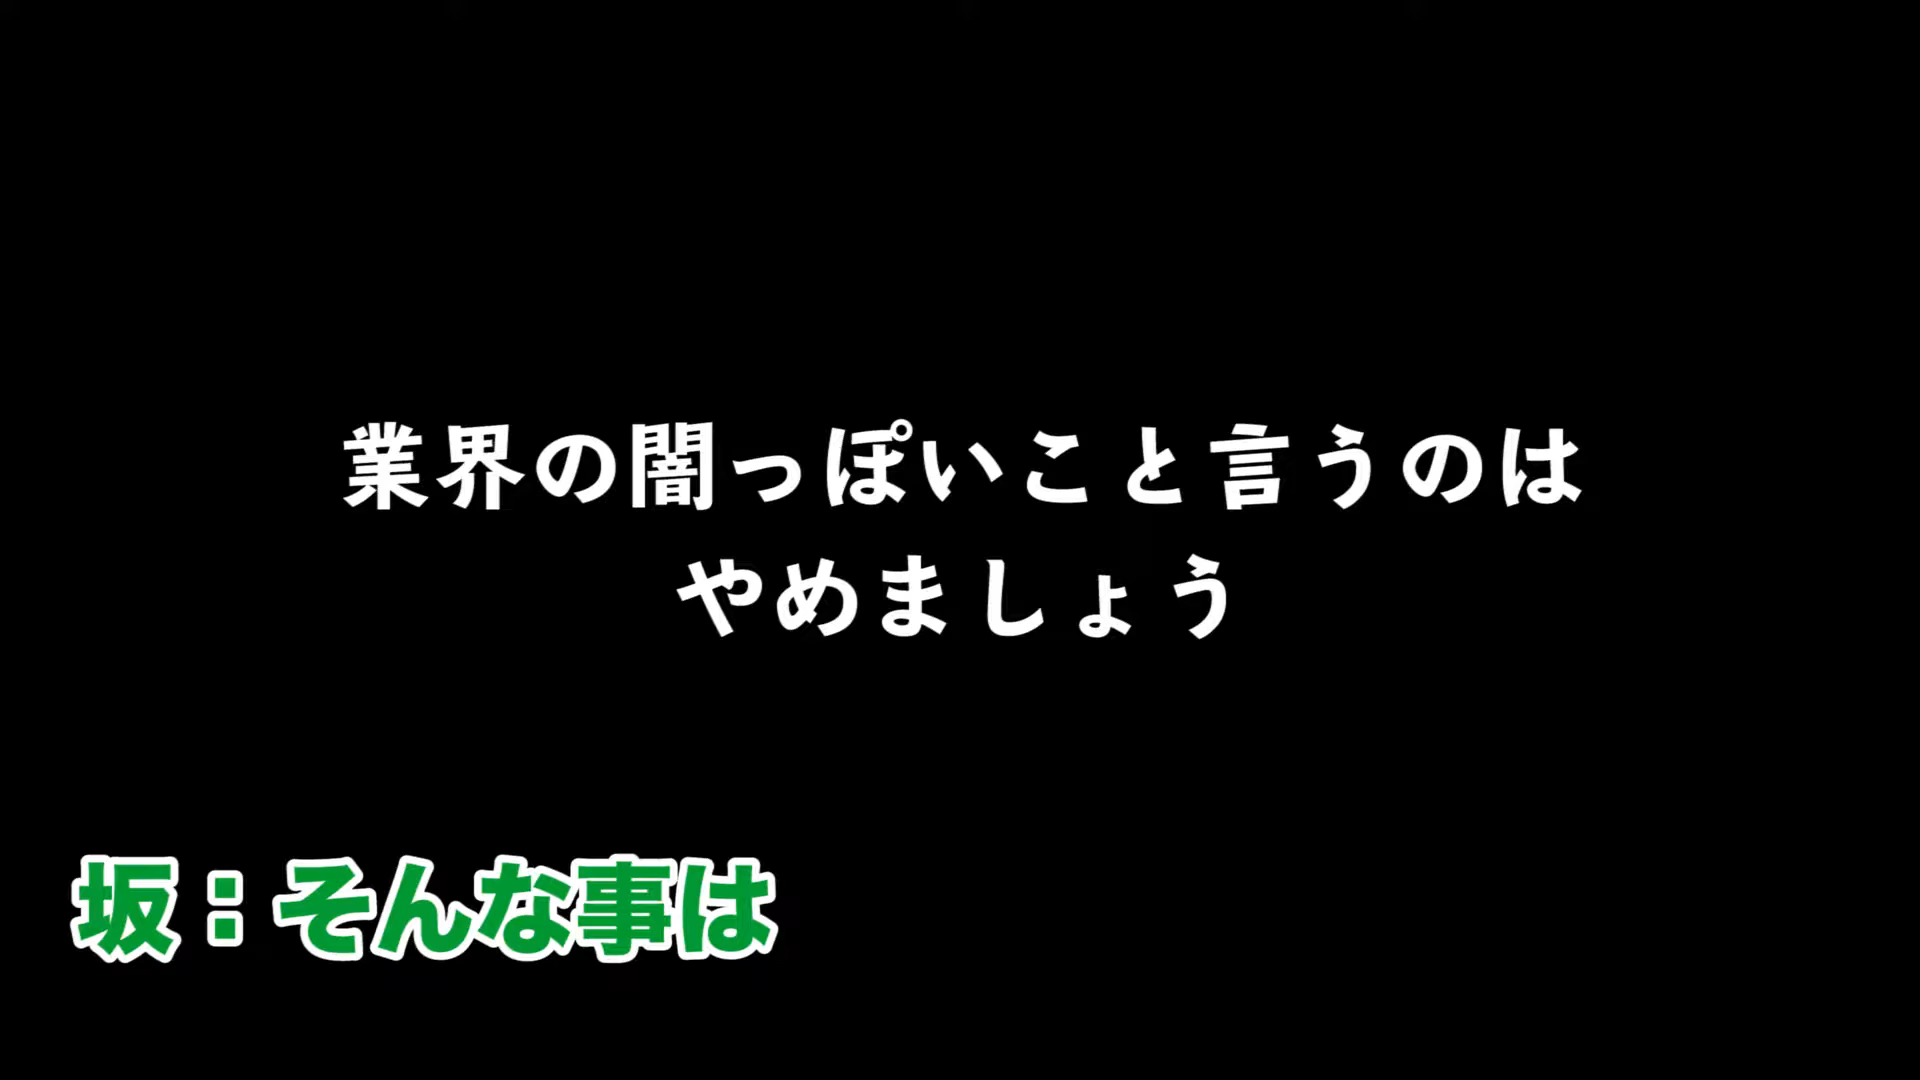 業界の闇っぽいこと言うのは
やめましょう
坂：そんな事は